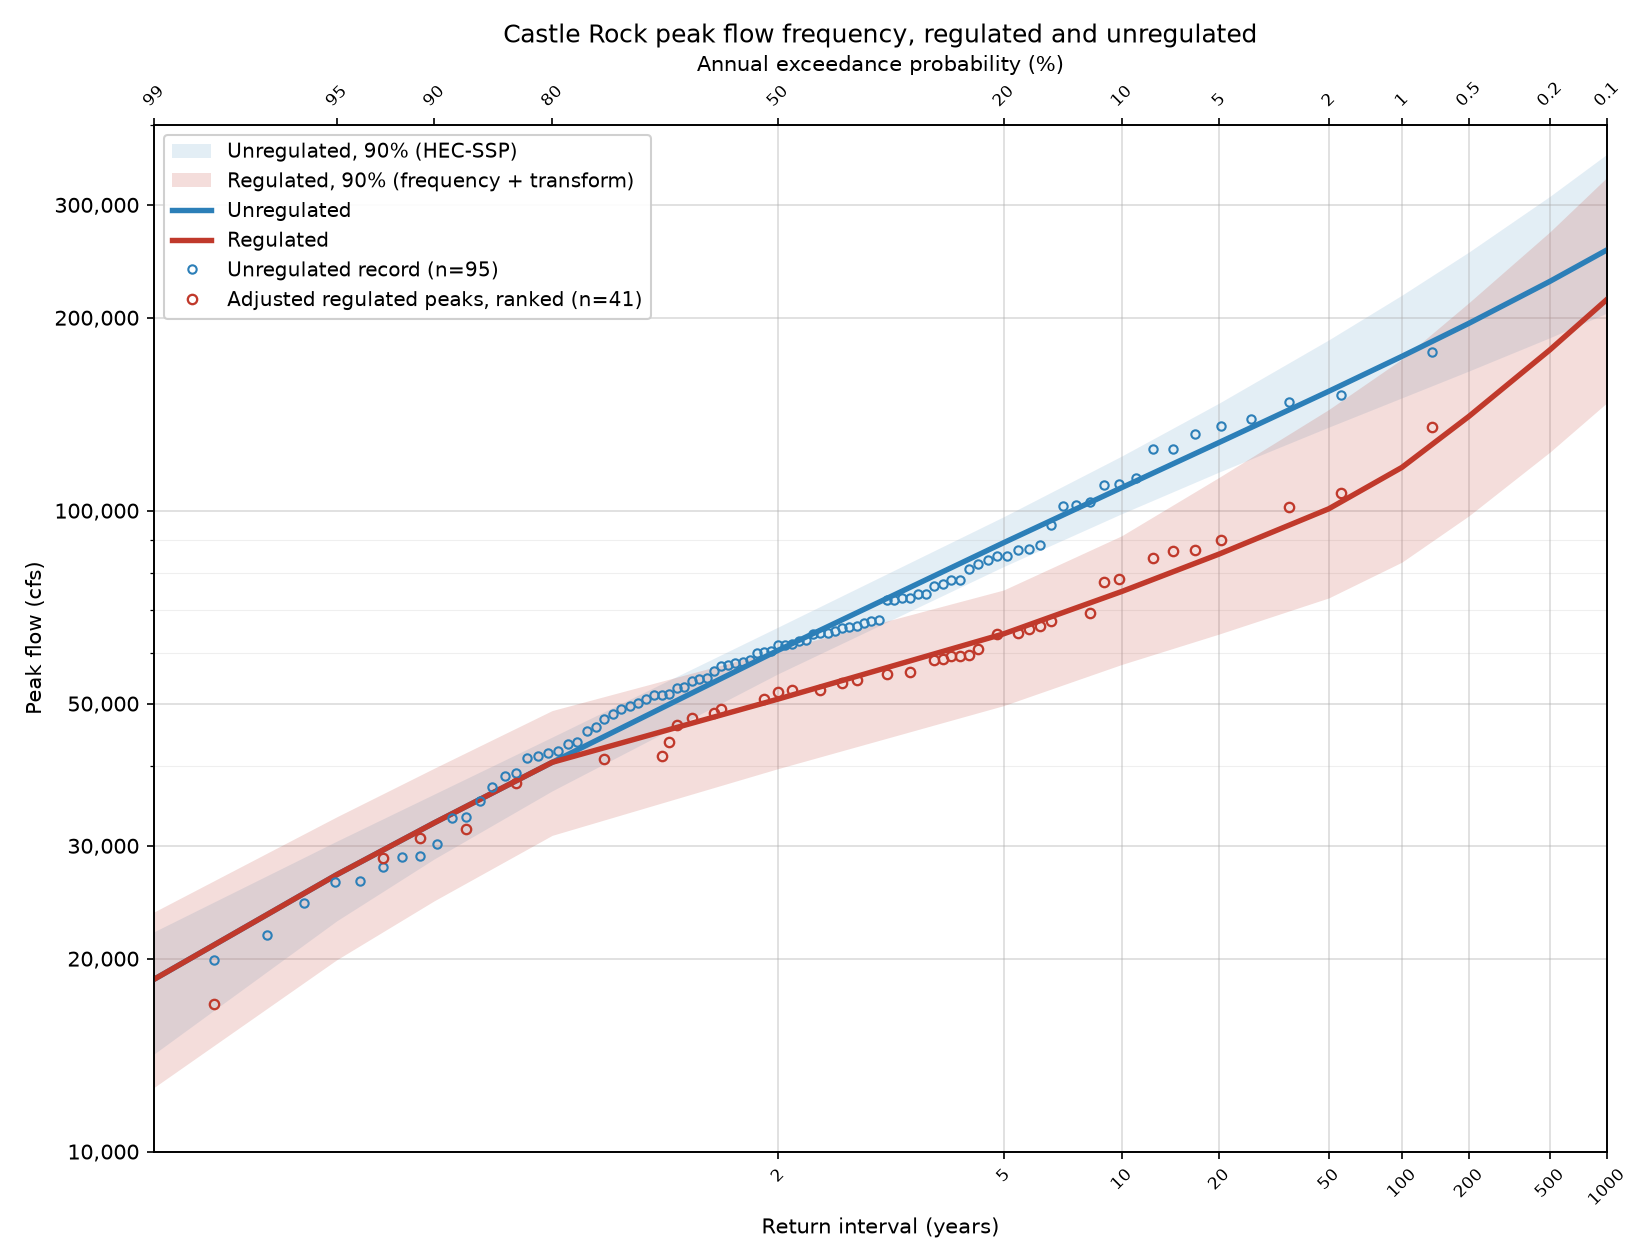 Castle Rock peak flow frequency, regulated and unregulated
Annual exceedance probability (%)
99 95 90 80 50 20 10 5 2 1 0.5 0.2 0.1
Unregulated, 90% (HEC-SSP)
Regulated, 90% (frequency + transform)
Unregulated
Regulated
Unregulated record (n=95)
Adjusted regulated peaks, ranked (n=41)
300,000
200,000
100,000
50,000
30,000
20,000
10,000
Peak flow (cfs)
2 5 10 20 50 100 200 500 1000
Return interval (years)